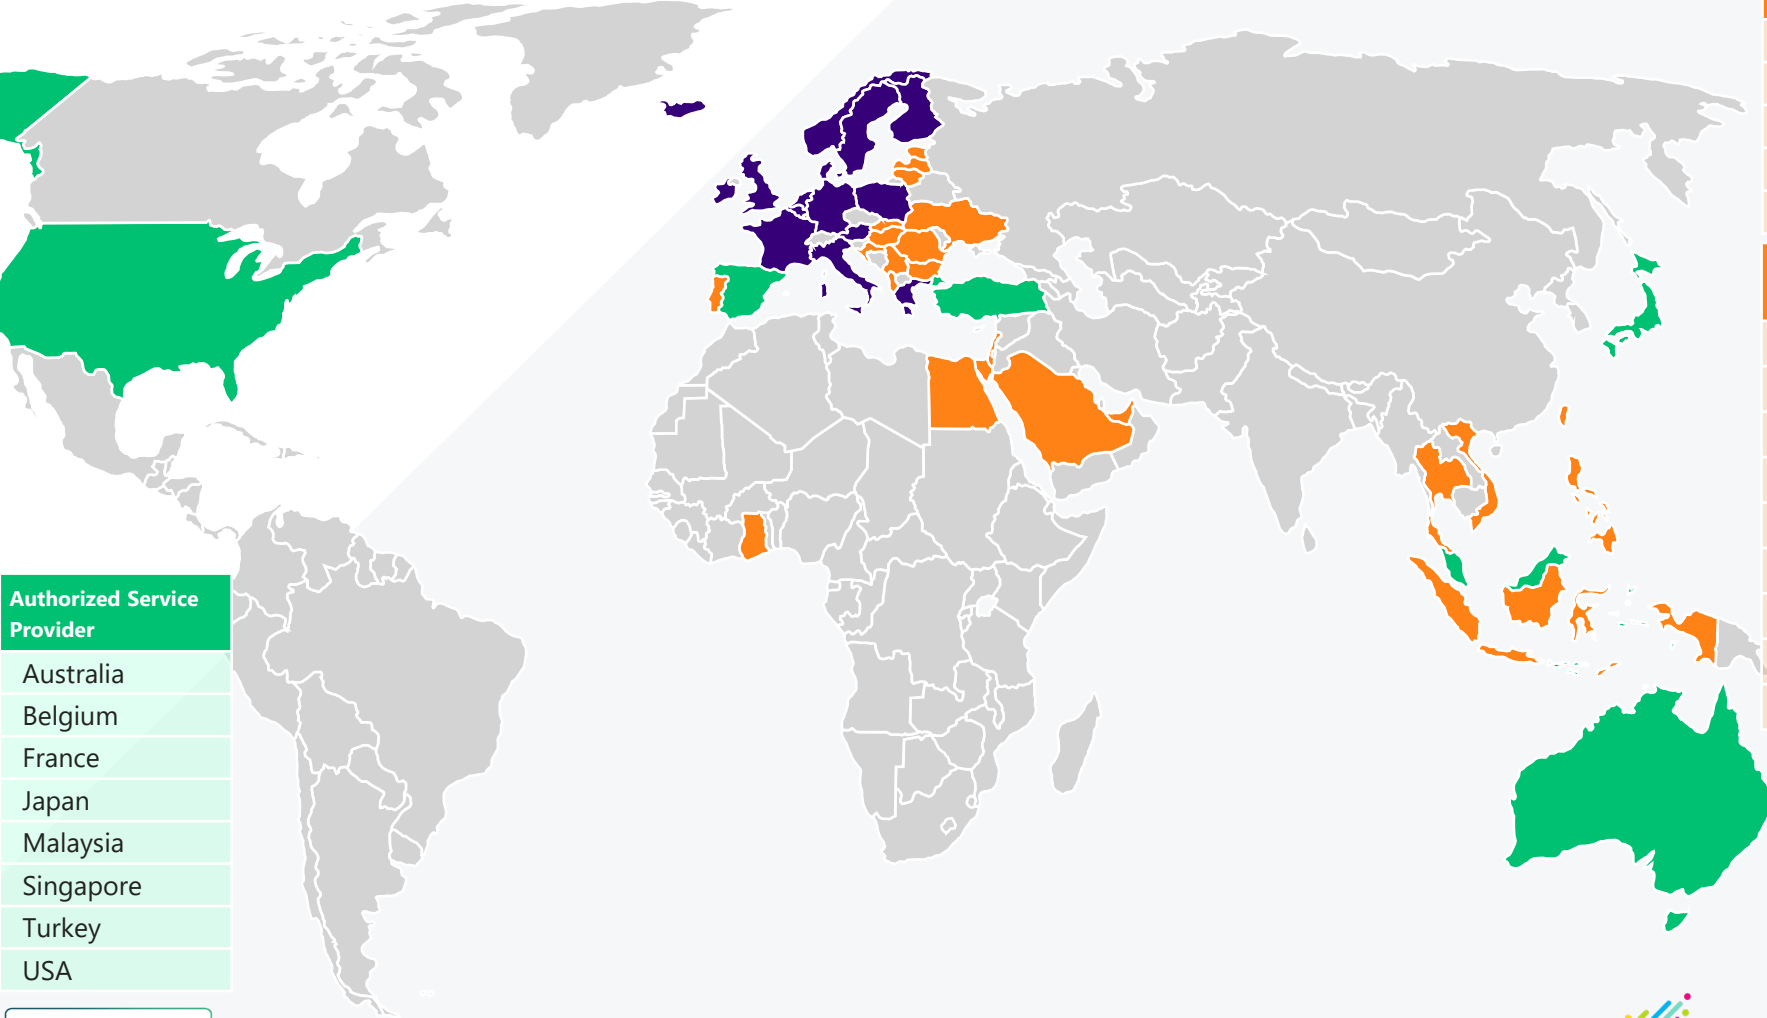 Authorized Service
Provider
Australia
Belgium
France
Japan
Malaysia
Singapore
Turkey
USA